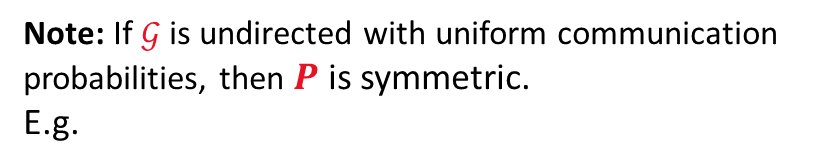 Note: If 𝒢 is undirected with uniform communication
probabilities, then P is symmetric.
E.g.